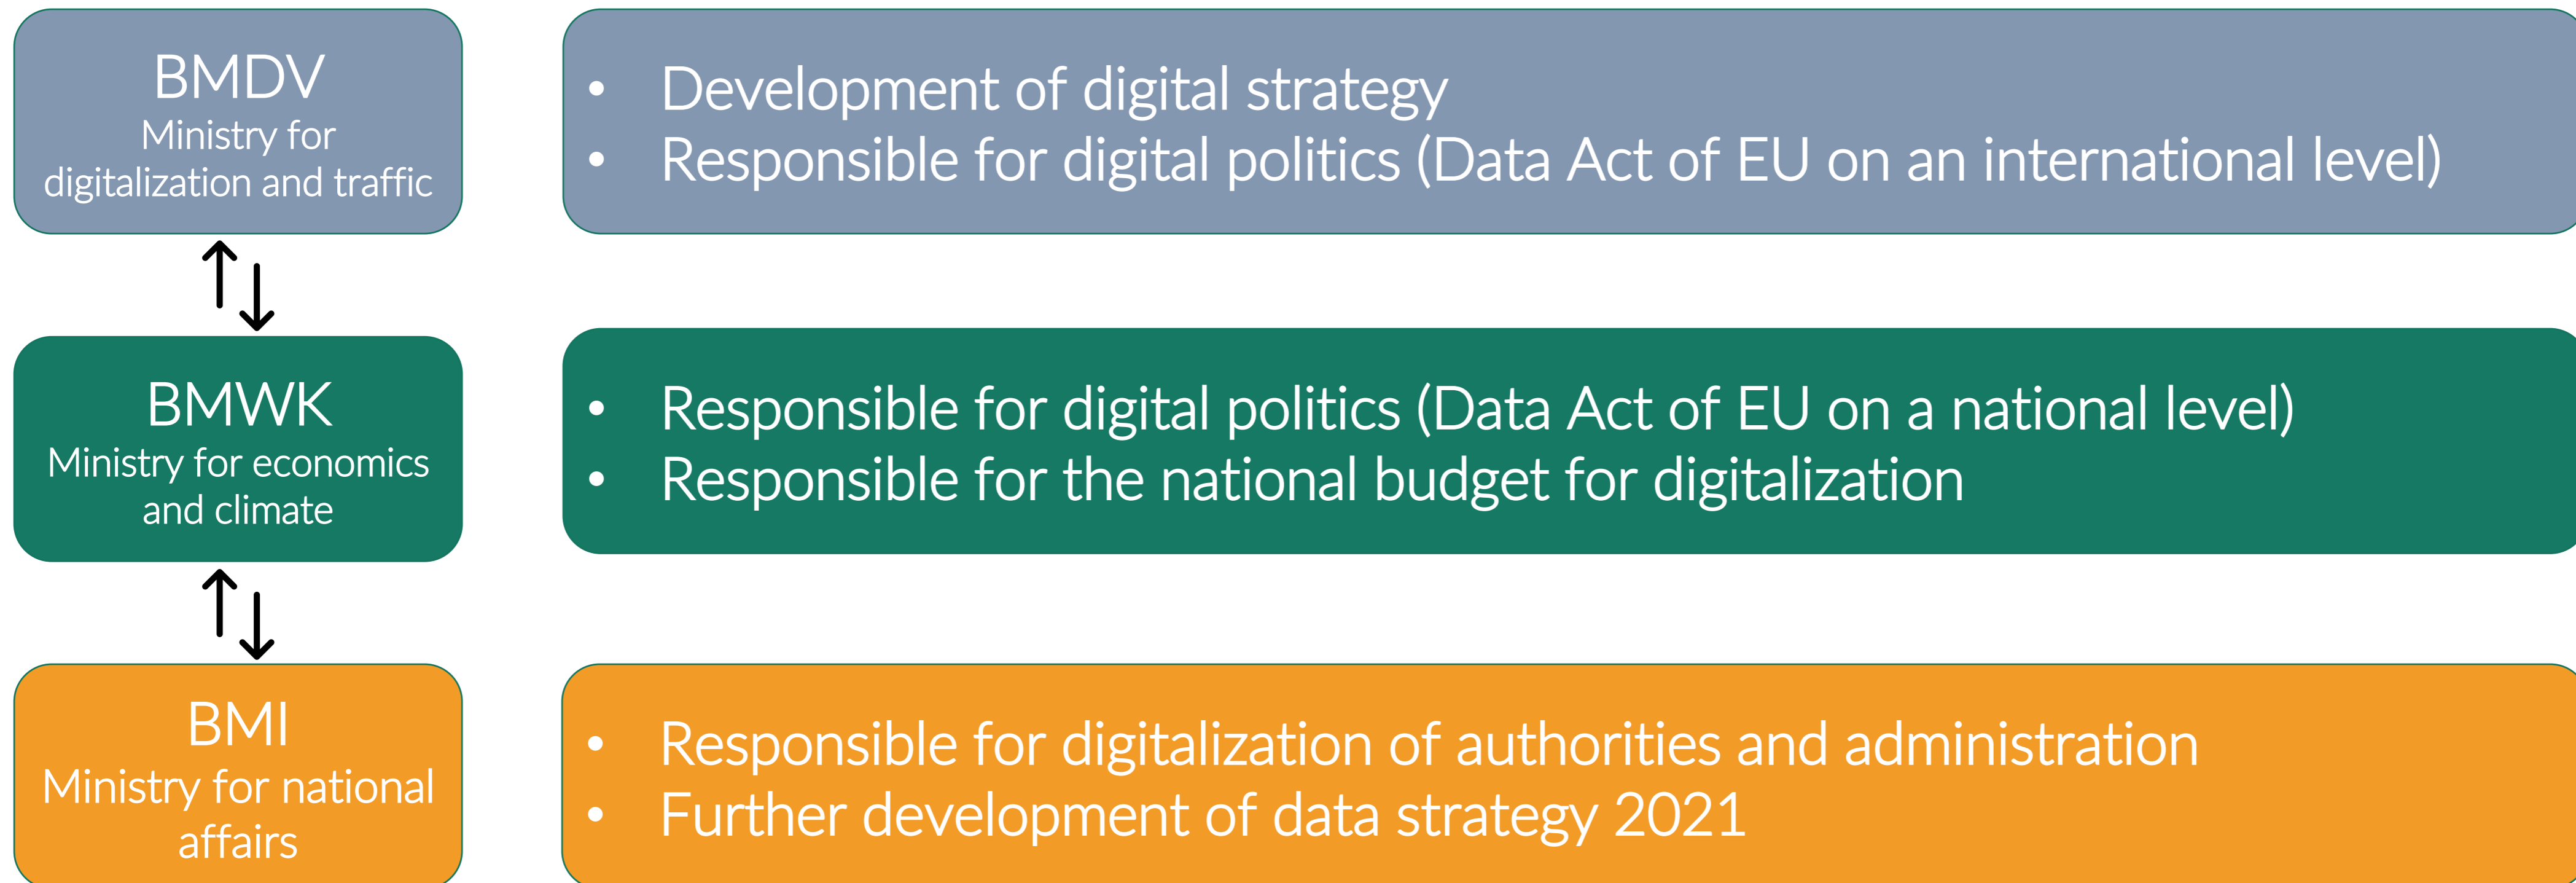 BMDV
Ministry for
digitalization and traffic
• Development of digital strategy
• Responsible for digital politics (Data Act of EU on an international level)
BMWK
Ministry for economics
and climate
• Responsible for digital politics (Data Act of EU on a national level)
• Responsible for the national budget for digitalization
BMI
Ministry for national
affairs
• Responsible for digitalization of authorities and administration
• Further development of data strategy 2021